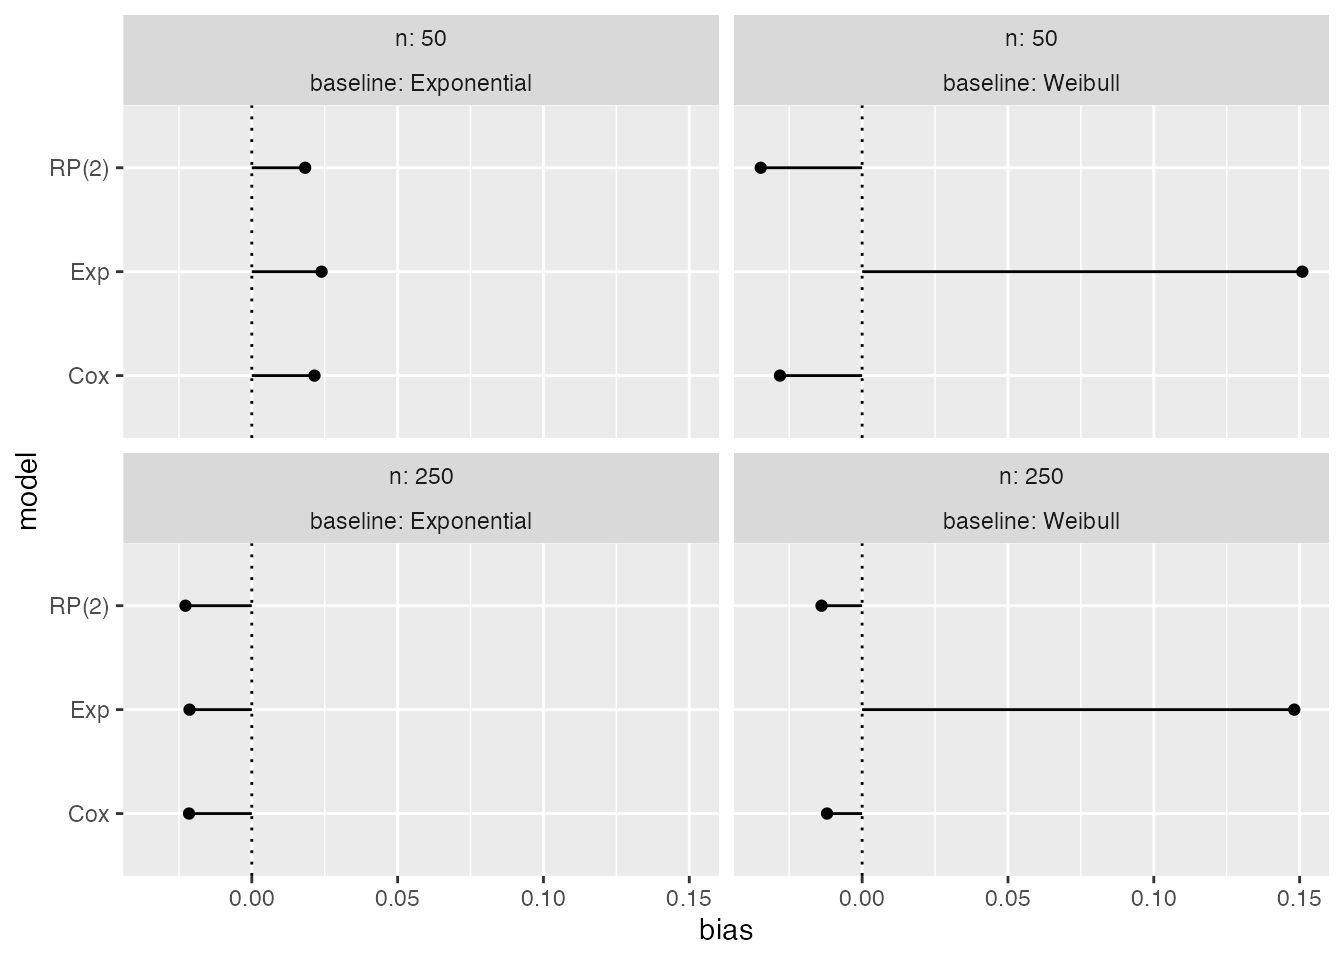 n: 50
baseline: Exponential
n: 50
baseline: Weibull
RP(2)
Exp
Cox
n: 250
baseline: Exponential
n: 250
baseline: Weibull
RP(2)
Exp
Cox
model
0.00 0.05 0.10 0.15
0.00 0.05 0.10 0.15
bias